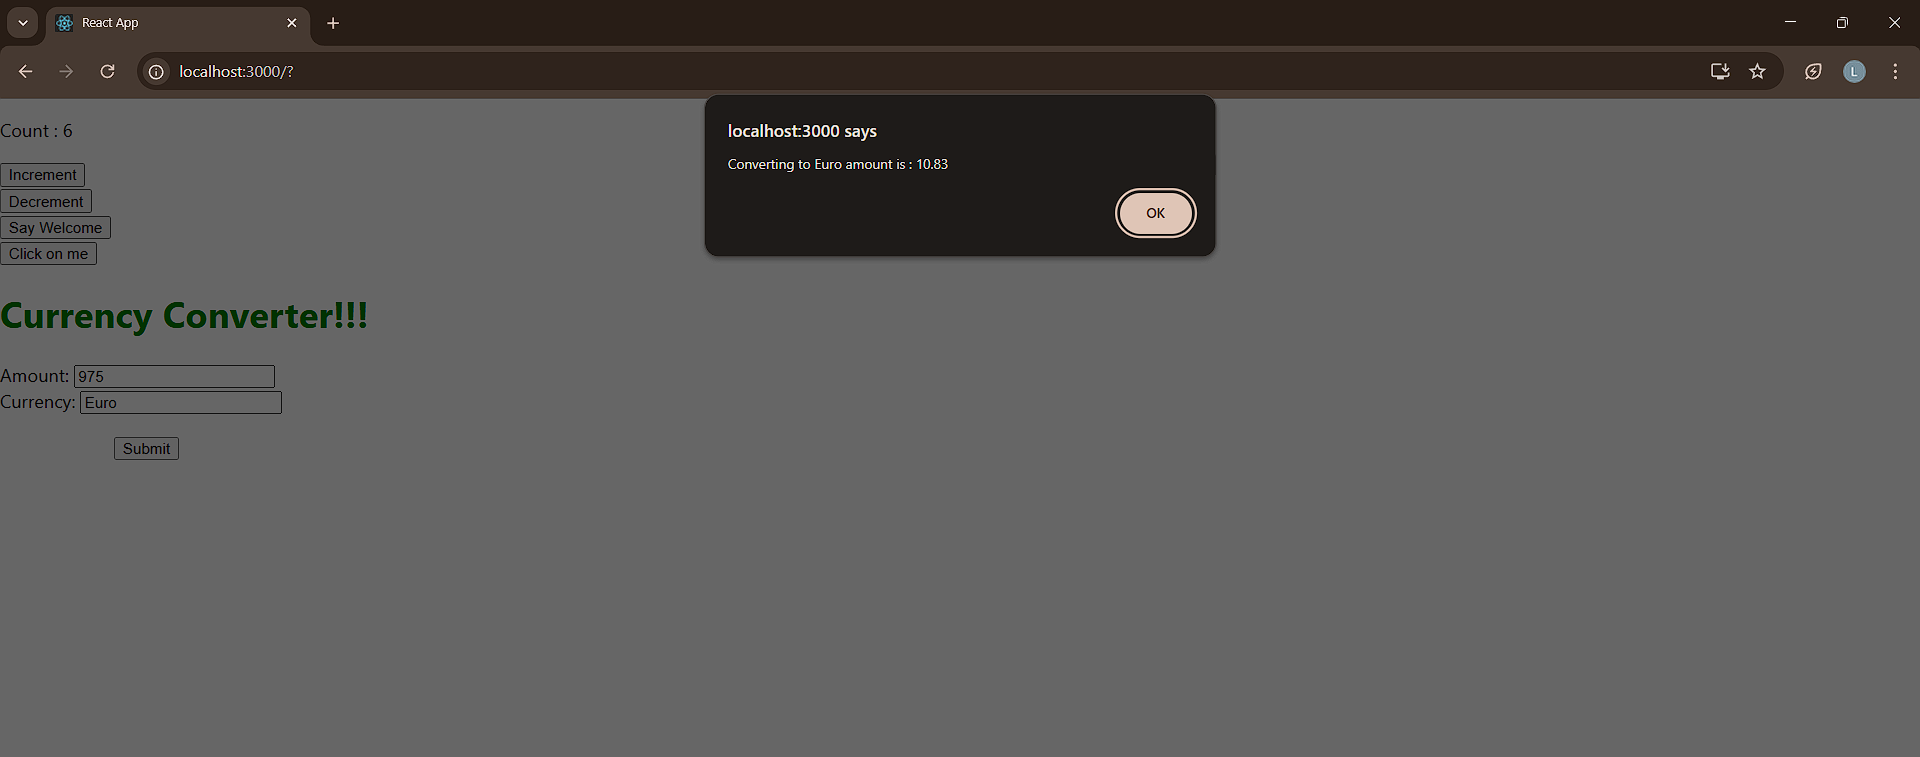 React App
localhost:3000/?
L
localhost:3000 says
Converting to Euro amount is : 10.83
OK
Count : 6
Increment
Decrement
Say Welcome
Click on me
Currency Converter!!!
Amount: 975
Currency: Euro
Submit